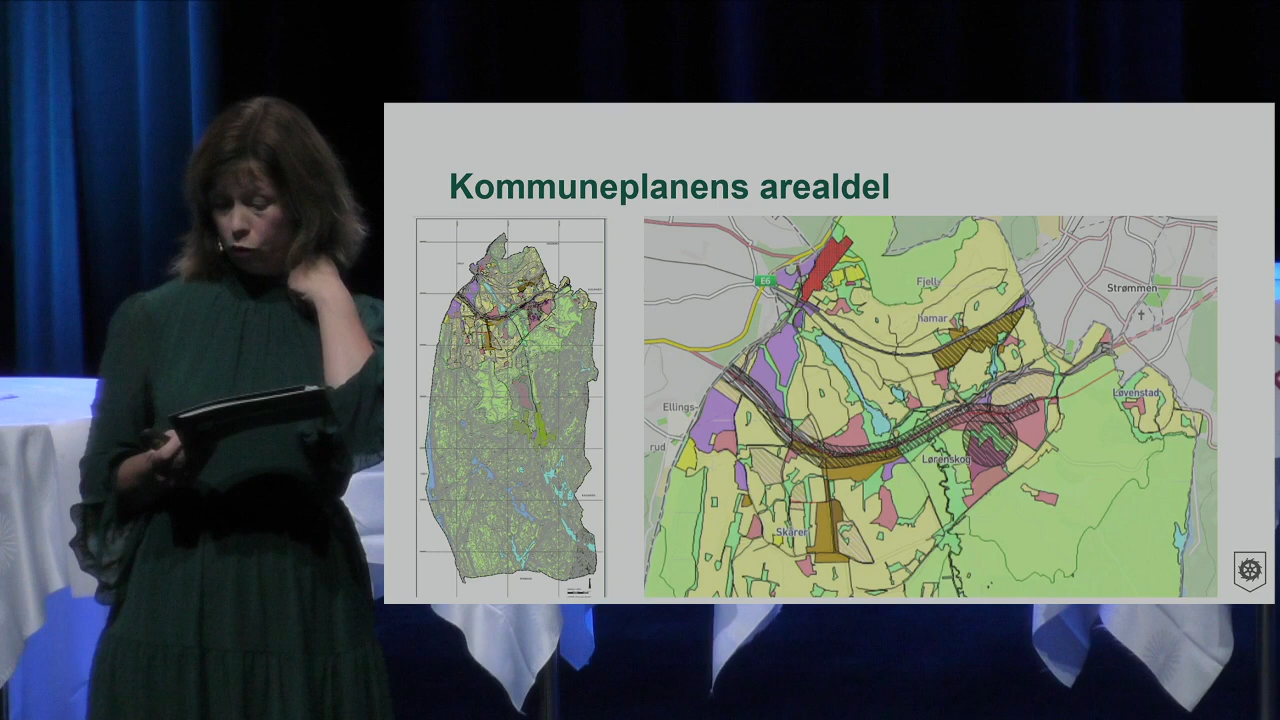 Kommuneplanens arealdel
E6
Fjell-
hamar
Strømmen
Ellings-
rud
Løvenstad
Lørenskog
Skårer